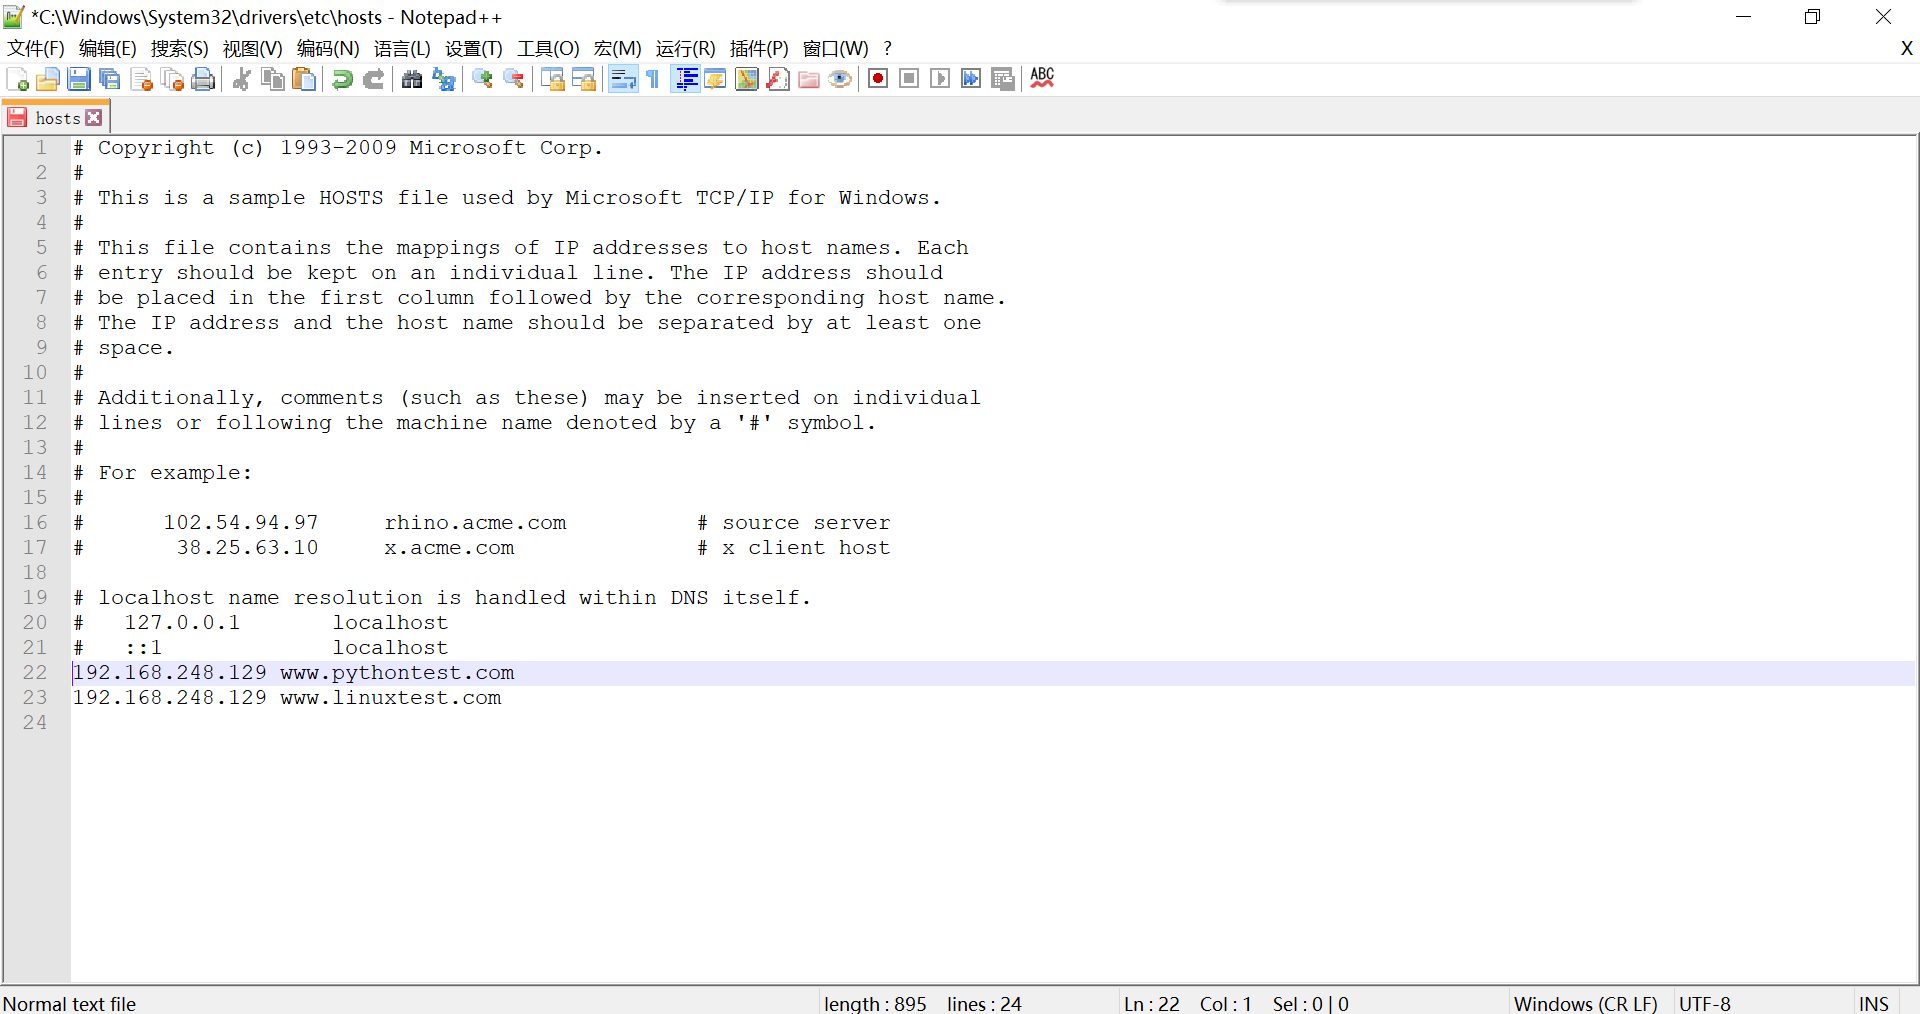 *C:\Windows\System32\drivers\etc\hosts - Notepad++
文件(F) 编辑(E) 搜索(S) 视图(V) 编码(N) 语言(L) 设置(T) 工具(O) 宏(M) 运行(R) 插件(P) 窗口(W) ? X
ABC
hosts
1 # Copyright (c) 1993-2009 Microsoft Corp.
2 #
3 # This is a sample HOSTS file used by Microsoft TCP/IP for Windows.
4 #
5 # This file contains the mappings of IP addresses to host names. Each
6 # entry should be kept on an individual line. The IP address should
7 # be placed in the first column followed by the corresponding host name.
8 # The IP address and the host name should be separated by at least one
9 # space.
10 #
11 # Additionally, comments (such as these) may be inserted on individual
12 # lines or following the machine name denoted by a '#' symbol.
13 #
14 # For example:
15 #
16 #      102.54.94.97     rhino.acme.com          # source server
17 #       38.25.63.10     x.acme.com              # x client host
18
19 # localhost name resolution is handled within DNS itself.
20 #   127.0.0.1       localhost
21 #   ::1             localhost
22 192.168.248.129 www.pythontest.com
23 192.168.248.129 www.linuxtest.com
24
Normal text file length : 895 lines : 24 Ln : 22 Col : 1 Sel : 0 | 0 Windows (CR LF) UTF-8 INS